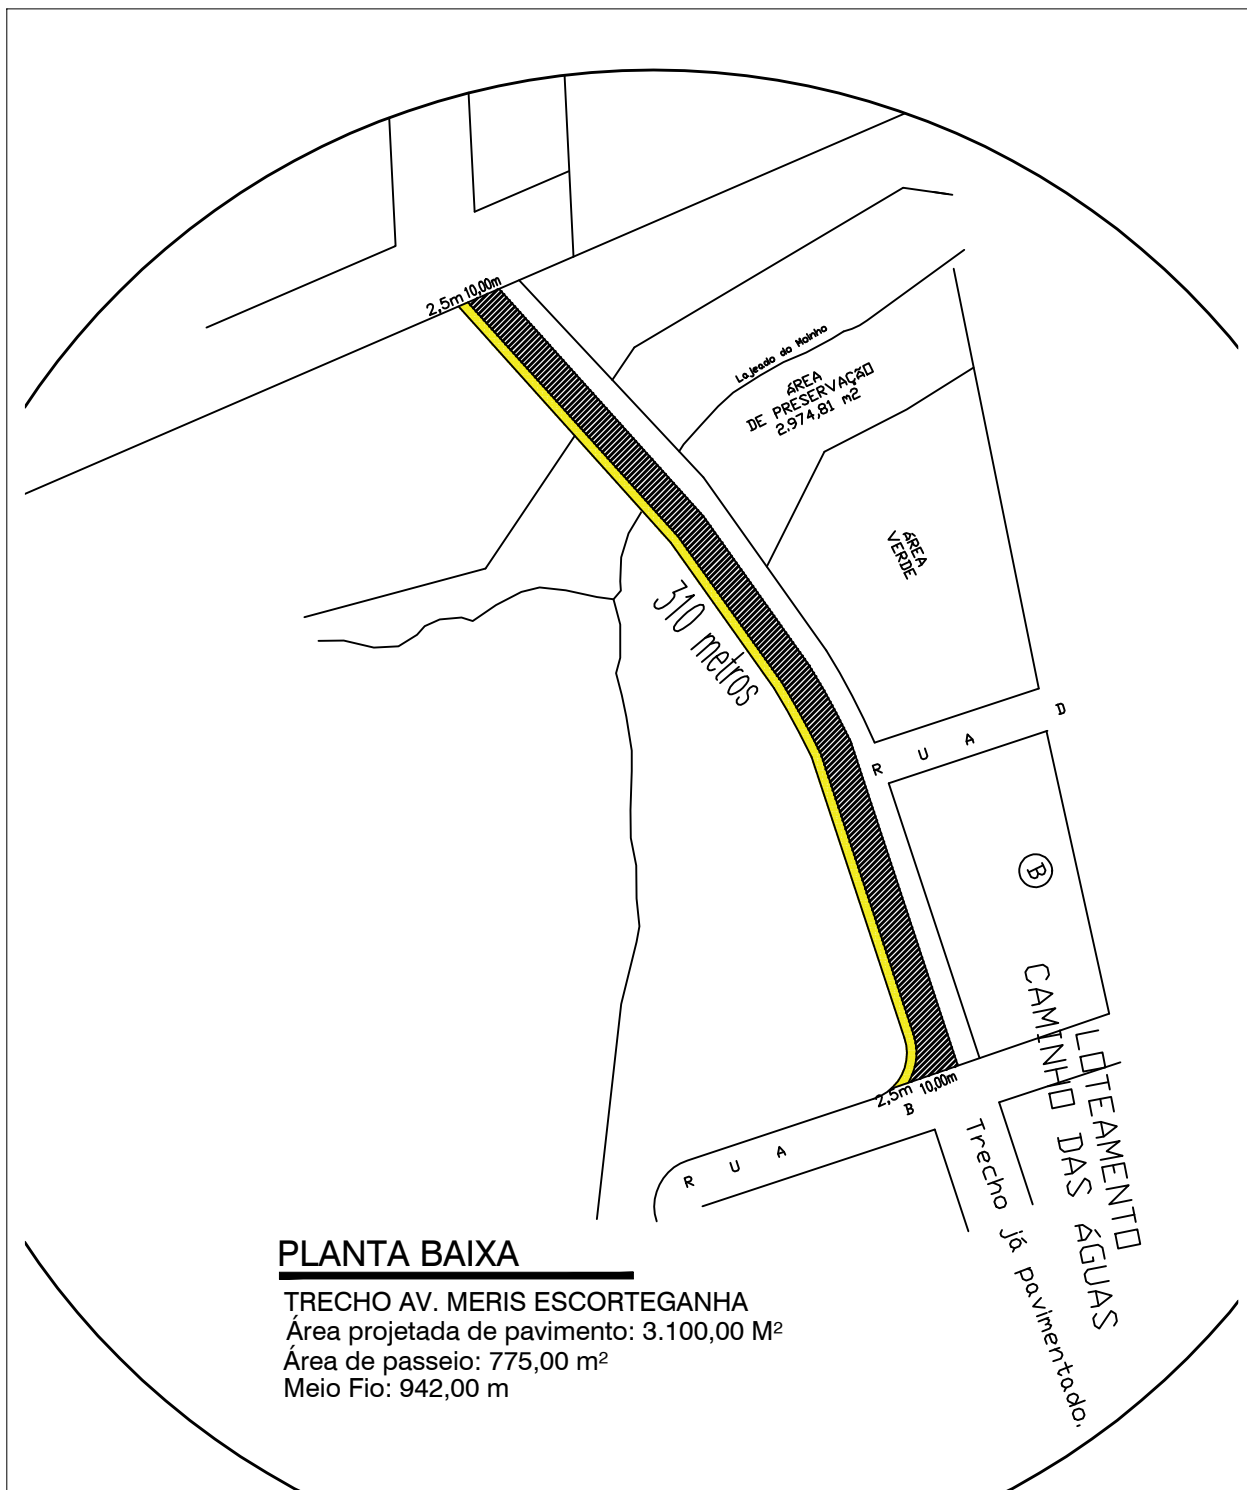 2,5m 10,00m
Lajeado do Moinho
ÁREA
DE PRESERVAÇÃO
2.974,81 m2
ÁREA
VERDE
310 metros
RUA D
B
LOTEAMENTO
CAMINHO DAS ÁGUAS
2,5m 10,00m
RUA B
Trecho já pavimentado.
PLANTA BAIXA
TRECHO AV. MERIS ESCORTEGANHA
Área projetada de pavimento: 3.100,00 M²
Área de passeio: 775,00 m²
Meio Fio: 942,00 m